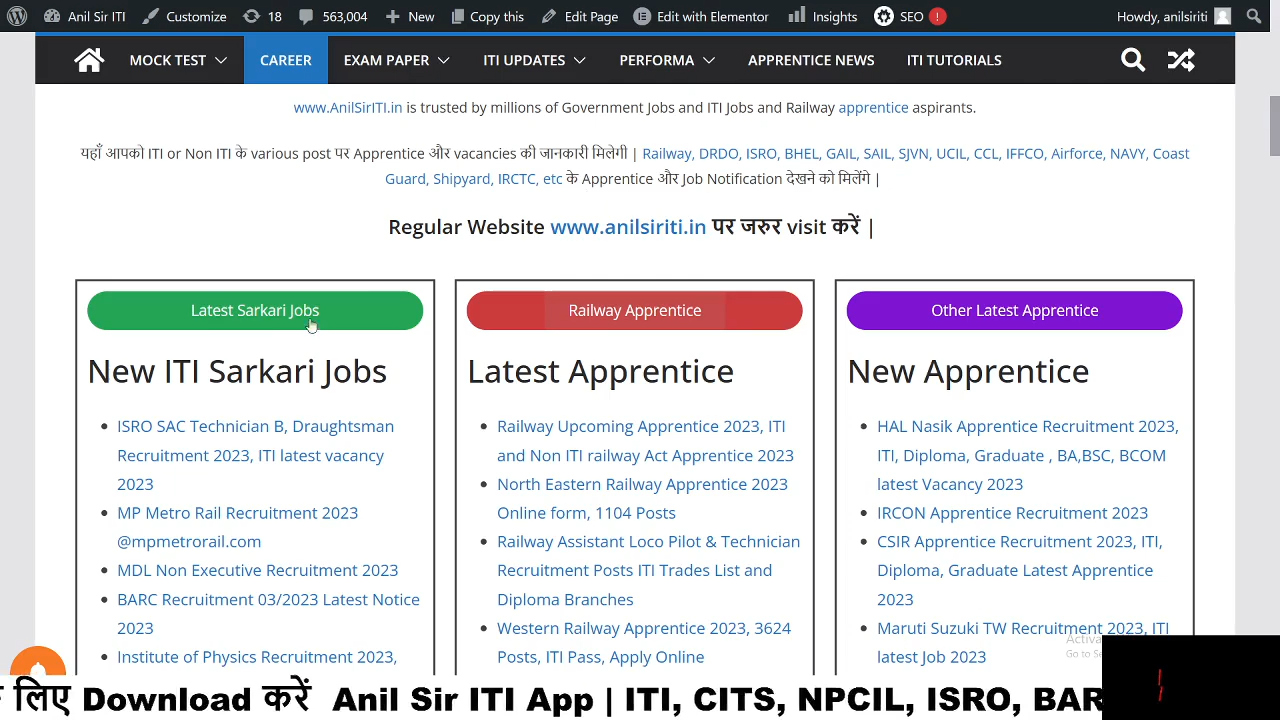 Anil Sir ITI Customize 18 563,004 New Copy this Edit Page Edit with Elementor Insights SEO ! Howdy, anilsiriti
MOCK TEST CAREER EXAM PAPER ITI UPDATES PERFORMA APPRENTICE NEWS ITI TUTORIALS
www.AnilSirITI.in is trusted by millions of Government Jobs and ITI Jobs and Railway apprentice aspirants.
यहाँ आपको ITI or Non ITI के various post पर Apprentice और vacancies की जानकारी मिलेगी | Railway, DRDO, ISRO, BHEL, GAIL, SAIL, SJVN, UCIL, CCL, IFFCO, Airforce, NAVY, Coast
Guard, Shipyard, IRCTC, etc के Apprentice और Job Notification देखने को मिलेंगे |
Regular Website www.anilsiriti.in पर जरुर visit करें |
Latest Sarkari Jobs
New ITI Sarkari Jobs
ISRO SAC Technician B, Draughtsman
Recruitment 2023, ITI latest vacancy
2023
MP Metro Rail Recruitment 2023
@mpmetrorail.com
MDL Non Executive Recruitment 2023
BARC Recruitment 03/2023 Latest Notice
2023
Institute of Physics Recruitment 2023,
Railway Apprentice
Latest Apprentice
Railway Upcoming Apprentice 2023, ITI
and Non ITI railway Act Apprentice 2023
North Eastern Railway Apprentice 2023
Online form, 1104 Posts
Railway Assistant Loco Pilot & Technician
Recruitment Posts ITI Trades List and
Diploma Branches
Western Railway Apprentice 2023, 3624
Posts, ITI Pass, Apply Online
Other Latest Apprentice
New Apprentice
HAL Nasik Apprentice Recruitment 2023,
ITI, Diploma, Graduate , BA,BSC, BCOM
latest Vacancy 2023
IRCON Apprentice Recruitment 2023
CSIR Apprentice Recruitment 2023, ITI,
Diploma, Graduate Latest Apprentice
2023
Maruti Suzuki TW Recruitment 2023, ITI
latest Job 2023
Activa
Go to Se
लिए Download करें Anil Sir ITI App | ITI, CITS, NPCIL, ISRO, BAR